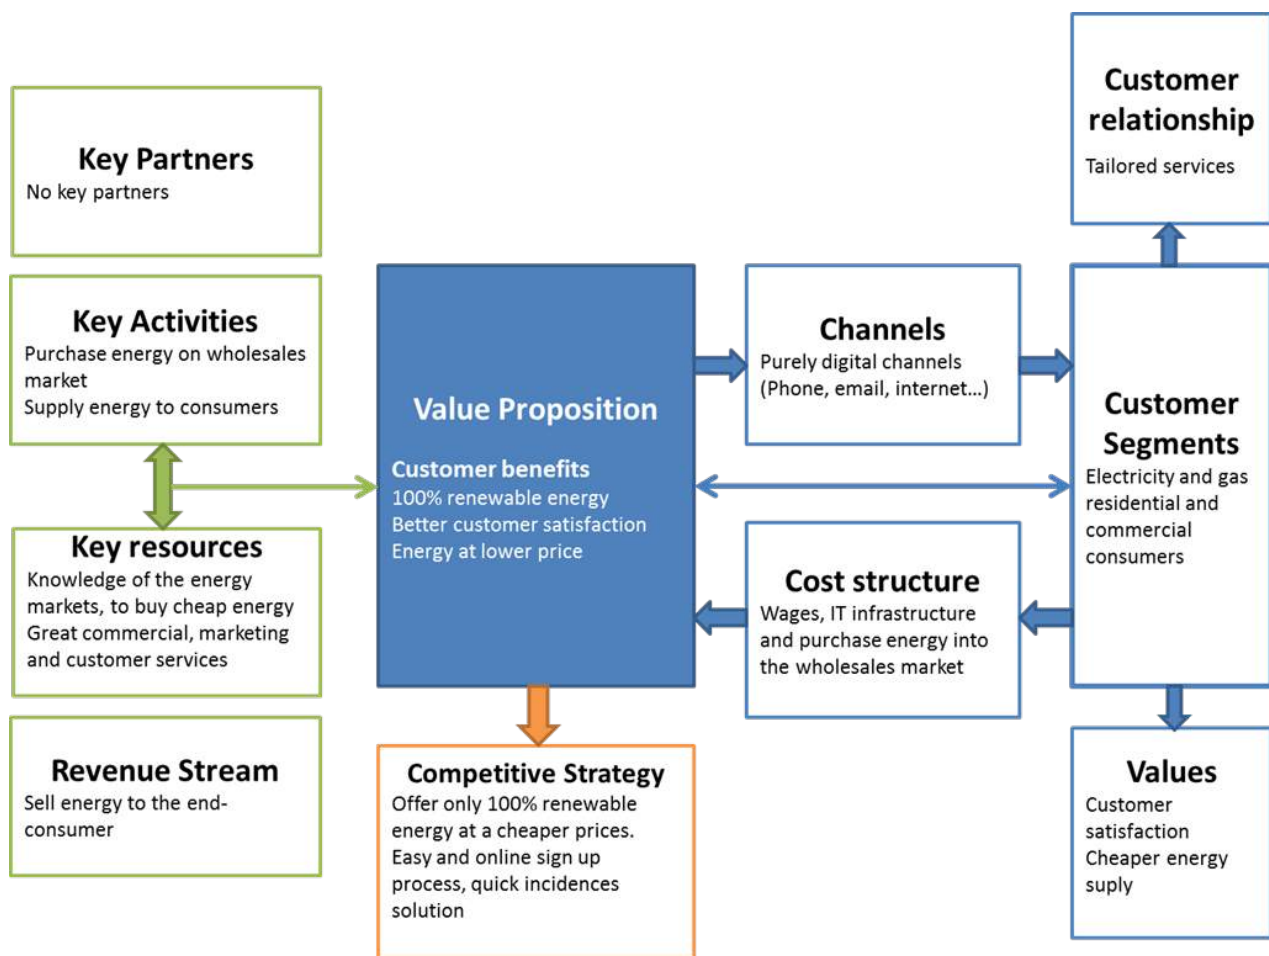 Key Partners
No key partners
Key Activities
Purchase energy on wholesales
market
Supply energy to consumers
Key resources
Knowledge of the energy
markets, to buy cheap energy
Great commercial, marketing
and customer services
Revenue Stream
Sell energy to the end-
consumer
Value Proposition
Customer benefits
100% renewable energy
Better customer satisfaction
Energy at lower price
Competitive Strategy
Offer only 100% renewable
energy at a cheaper prices.
Easy and online sign up
process, quick incidences
solution
Channels
Purely digital channels
(Phone, email, internet...)
Cost structure
Wages, IT infrastructure
and purchase energy into
the wholesales market
Customer
relationship
Tailored services
Customer
Segments
Electricity and gas
residential and
commercial
consumers
Values
Customer
satisfaction
Cheaper energy
suply